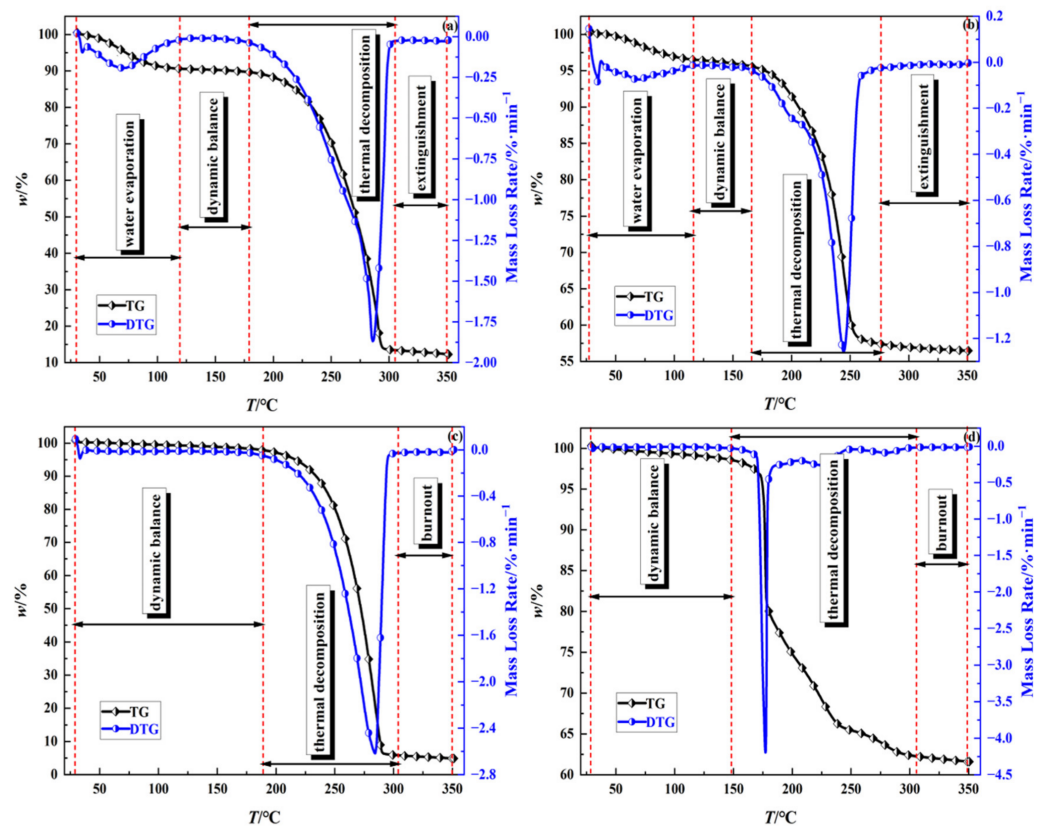 (a)
100
90
80
70
60
50
40
30
20
10
w/%
0.00
−0.25
−0.50
−0.75
−1.00
−1.25
−1.50
−1.75
−2.00
Mass Loss Rate/%·min−1
water evaporation
dynamic balance
thermal decomposition
extinguishment
TG
DTG
50 100 150 200 250 300 350
T/°C
(b)
100
95
90
85
80
75
70
65
60
55
w/%
0.2
0.0
−0.2
−0.4
−0.6
−0.8
−1.0
−1.2
Mass Loss Rate/%·min−1
water evaporation
dynamic balance
thermal decomposition
extinguishment
TG
DTG
50 100 150 200 250 300 350
T/°C
(c)
100
90
80
70
60
50
40
30
20
10
0
w/%
0.0
−0.4
−0.8
−1.2
−1.6
−2.0
−2.4
−2.8
Mass Loss Rate/%·min−1
dynamic balance
thermal decomposition
burnout
TG
DTG
50 100 150 200 250 300 350
T/°C
(d)
100
95
90
85
80
75
70
65
60
w/%
0.0
−0.5
−1.0
−1.5
−2.0
−2.5
−3.0
−3.5
−4.0
−4.5
Mass Loss Rate/%·min−1
dynamic balance
thermal decomposition
burnout
TG
DTG
50 100 150 200 250 300 350
T/°C